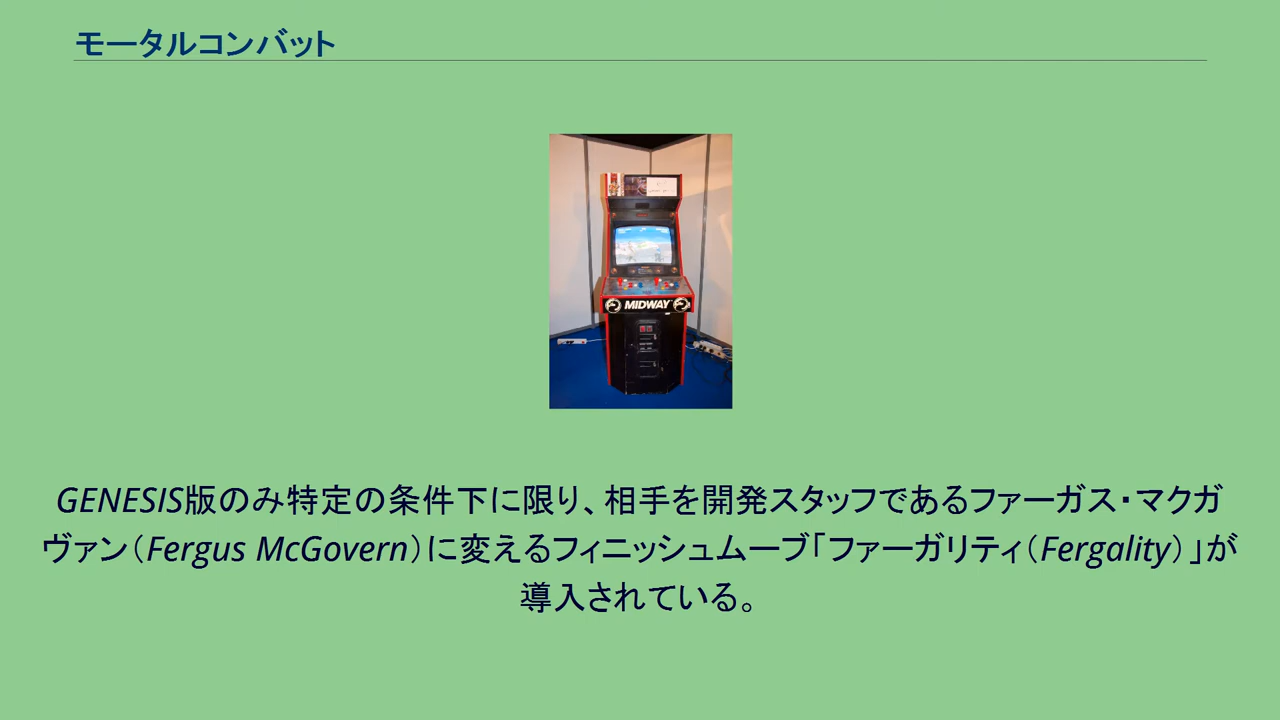 モータルコンバット
MIDWAY
GENESIS版のみ特定の条件下に限り、相手を開発スタッフであるファーガス・マクガ
ヴァン（Fergus McGovern）に変えるフィニッシュムーブ「ファーガリティ（Fergality）」が
導入されている。